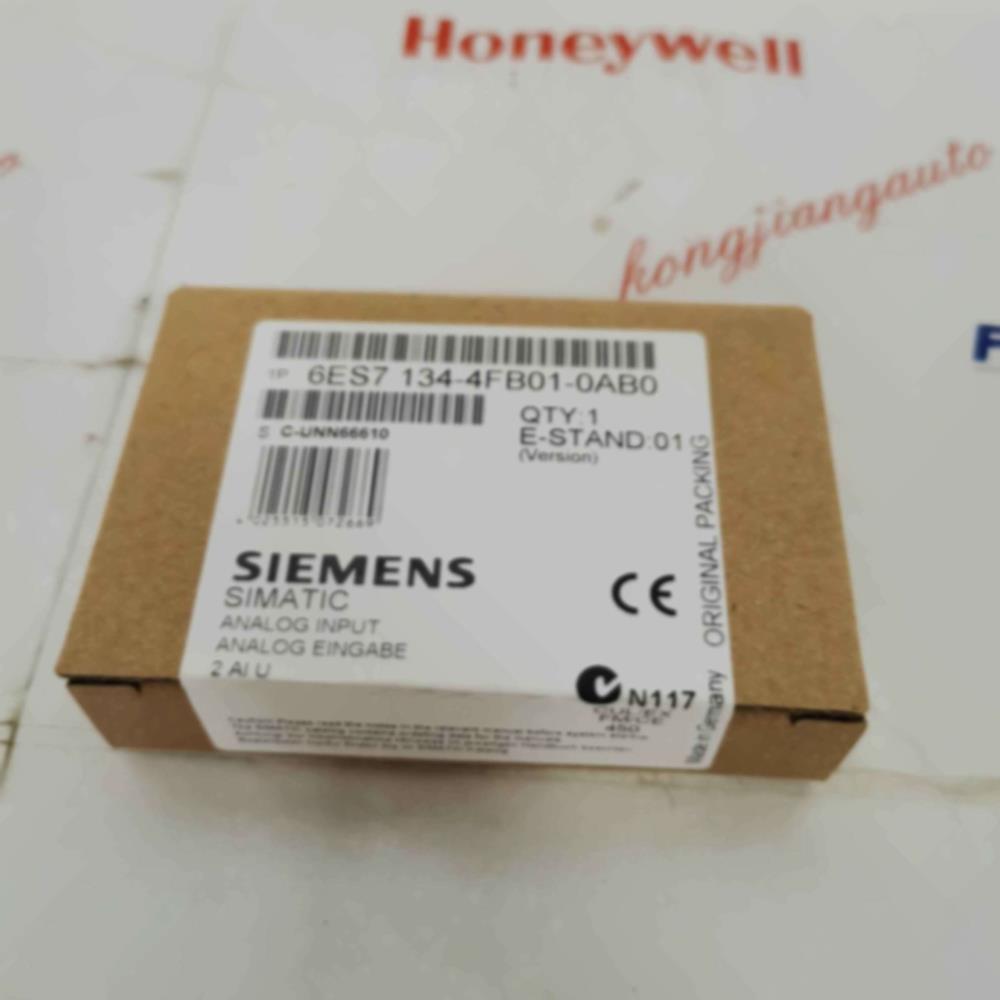 Honeywell
kongjiangauto
F
1P 6ES7 134-4FB01-0AB0
S C-UNN66610
QTY:1
E-STAND:01
(Version)
SIEMENS
SIMATIC
ANALOG INPUT
ANALOG EINGABE
2 AI U
CE
N117
ORIGINAL PACKING
Made in Germany